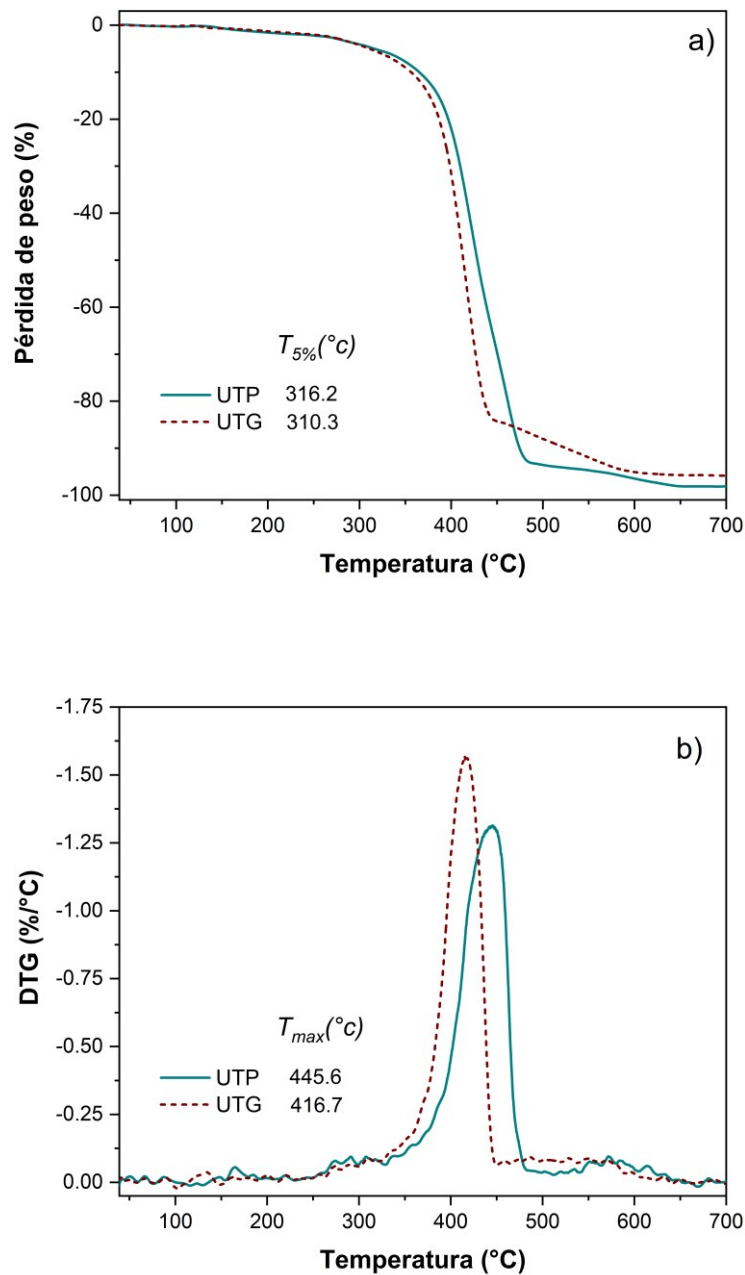 a)
0
-20
-40
-60
-80
-100
Pérdida de peso (%)
T5%(°c)
UTP 316.2
UTG 310.3
100 200 300 400 500 600 700
Temperatura (°C)
b)
-1.75
-1.50
-1.25
-1.00
-0.75
-0.50
-0.25
0.00
DTG (%/°C)
Tmax(°c)
UTP 445.6
UTG 416.7
100 200 300 400 500 600 700
Temperatura (°C)